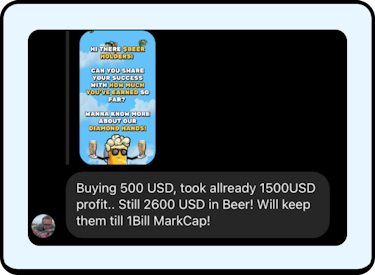 HI THERE $BEER
HOLDERS!
CAN YOU SHARE
YOUR SUCCESS
WITH HOW MUCH
YOU'VE EARNED SO
FAR?
WANNA KNOW MORE
ABOUT OUR
DIAMOND HANDS!
Buying 500 USD, took allready 1500USD
profit.. Still 2600 USD in Beer! Will keep
them till 1Bill MarkCap!